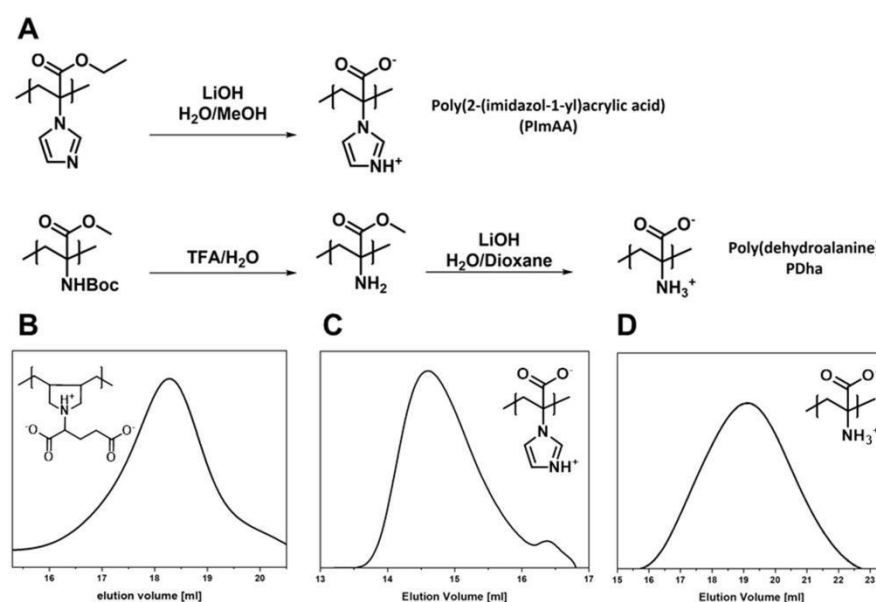 A
O
O
LiOH
H₂O/MeOH
O
O⁻
N
N
N
NH⁺
Poly(2-(imidazol-1-yl)acrylic acid)
(PImAA)
O
O
NHBoc
TFA/H₂O
O
O
NH₂
LiOH
H₂O/Dioxane
O
O⁻
NH₃⁺
Poly(dehydroalanine)
PDha
B
H⁺
N
⁻O
O
O⁻
O
16 17 18 19 20
elution volume [ml]
C
O
O⁻
N
NH⁺
13 14 15 16 17
Elution Volume [ml]
D
O
O⁻
NH₃⁺
15 16 17 18 19 20 21 22 23
Elution Volume [ml]